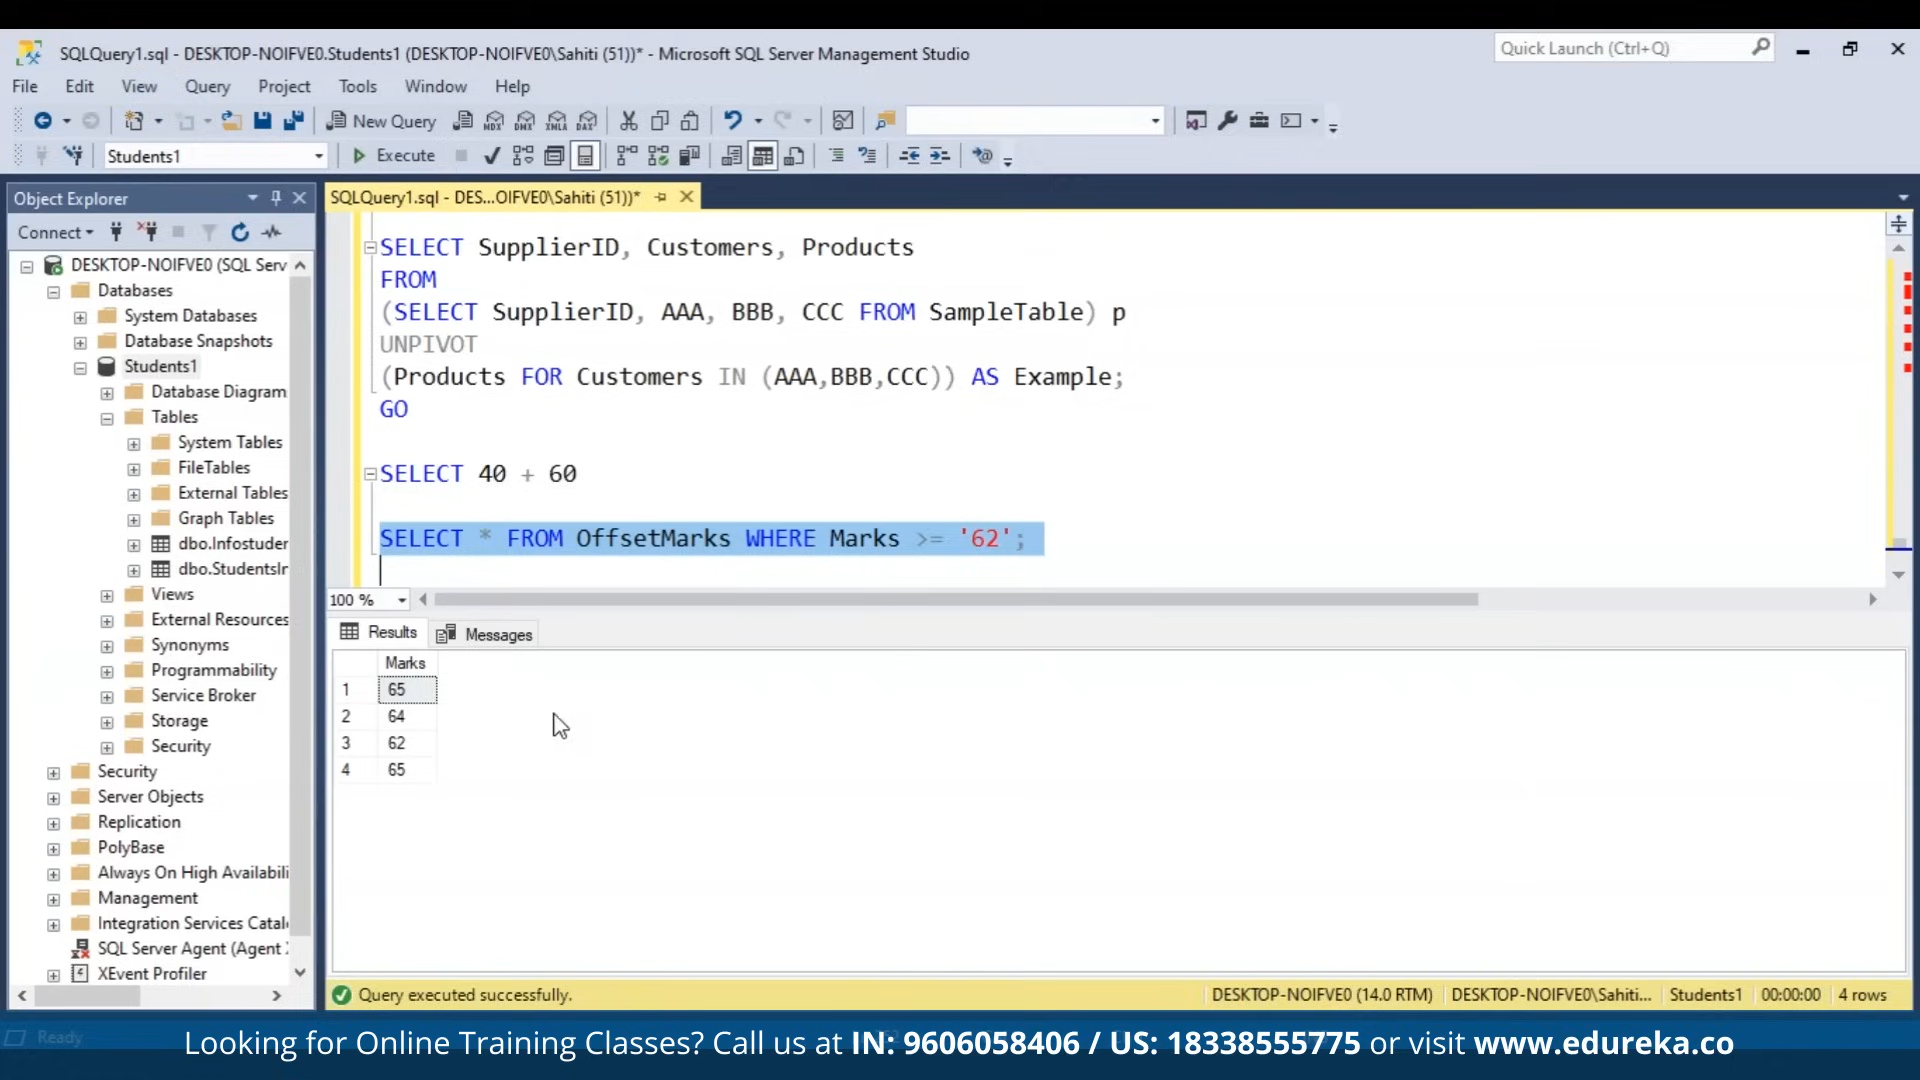 SQLQuery1.sql - DESKTOP-NOIFVE0.Students1 (DESKTOP-NOIFVE0\Sahiti (51))* - Microsoft SQL Server Management Studio
Quick Launch (Ctrl+Q)
File Edit View Query Project Tools Window Help
New Query MDX DMX XMLA DAX
Students1 Execute
Object Explorer
SQLQuery1.sql - DES...OIFVE0\Sahiti (51))*
Connect
DESKTOP-NOIFVE0 (SQL Serv
Databases
System Databases
Database Snapshots
Students1
Database Diagram
Tables
System Tables
FileTables
External Tables
Graph Tables
dbo.Infostuder
dbo.StudentsIr
Views
External Resources
Synonyms
Programmability
Service Broker
Storage
Security
Security
Server Objects
Replication
PolyBase
Always On High Availabili
Management
Integration Services Catal
SQL Server Agent (Agent
XEvent Profiler
SELECT SupplierID, Customers, Products
FROM
(SELECT SupplierID, AAA, BBB, CCC FROM SampleTable) p
UNPIVOT
(Products FOR Customers IN (AAA,BBB,CCC)) AS Example;
GO
SELECT 40 + 60
SELECT * FROM OffsetMarks WHERE Marks >= '62';
100 %
Results Messages
Marks
1 65
2 64
3 62
4 65
Query executed successfully. DESKTOP-NOIFVE0 (14.0 RTM) DESKTOP-NOIFVE0\Sahiti... Students1 00:00:00 4 rows
Ready
Looking for Online Training Classes? Call us at IN: 9606058406 / US: 18338555775 or visit www.edureka.co